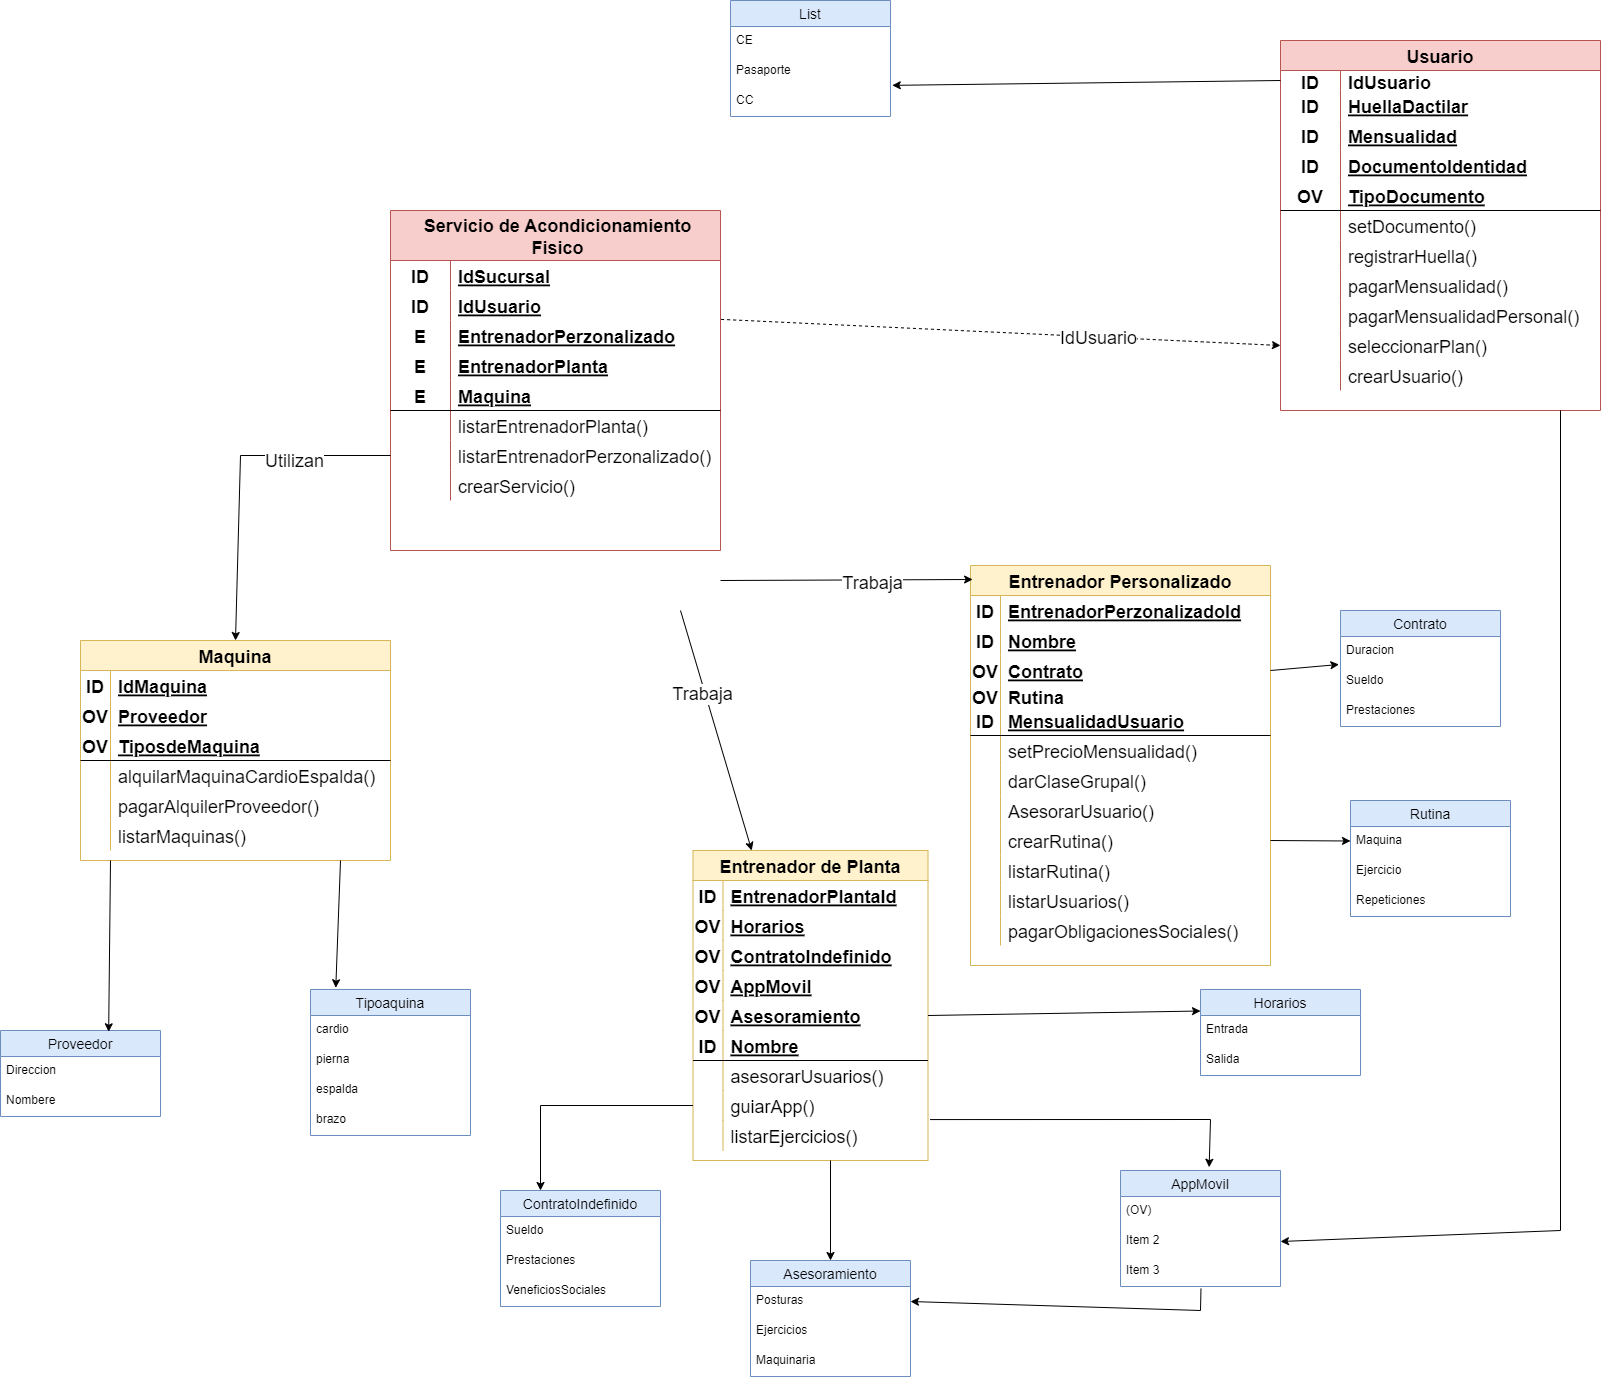 List
CE
Pasaporte
CC
Usuario
ID IdUsuario
ID HuellaDactilar
ID Mensualidad
ID DocumentoIdentidad
OV TipoDocumento
setDocumento()
registrarHuella()
pagarMensualidad()
pagarMensualidadPersonal()
seleccionarPlan()
crearUsuario()
Servicio de Acondicionamiento
Fisico
ID IdSucursal
ID IdUsuario
E EntrenadorPerzonalizado
E EntrenadorPlanta
E Maquina
listarEntrenadorPlanta()
listarEntrenadorPerzonalizado()
crearServicio()
IdUsuario
Utilizan
Trabaja
Trabaja
Entrenador Personalizado
ID EntrenadorPerzonalizadoId
ID Nombre
OV Contrato
OV Rutina
ID MensualidadUsuario
setPrecioMensualidad()
darClaseGrupal()
AsesorarUsuario()
crearRutina()
listarRutina()
listarUsuarios()
pagarObligacionesSociales()
Contrato
Duracion
Sueldo
Prestaciones
Rutina
Maquina
Ejercicio
Repeticiones
Maquina
ID IdMaquina
OV Proveedor
OV TiposdeMaquina
alquilarMaquinaCardioEspalda()
pagarAlquilerProveedor()
listarMaquinas()
Entrenador de Planta
ID EntrenadorPlantaId
OV Horarios
OV ContratoIndefinido
OV AppMovil
OV Asesoramiento
ID Nombre
asesorarUsuarios()
guiarApp()
listarEjercicios()
Proveedor
Direccion
Nombere
Tipoaquina
cardio
pierna
espalda
brazo
Horarios
Entrada
Salida
ContratoIndefinido
Sueldo
Prestaciones
VeneficiosSociales
AppMovil
(OV)
Item 2
Item 3
Asesoramiento
Posturas
Ejercicios
Maquinaria